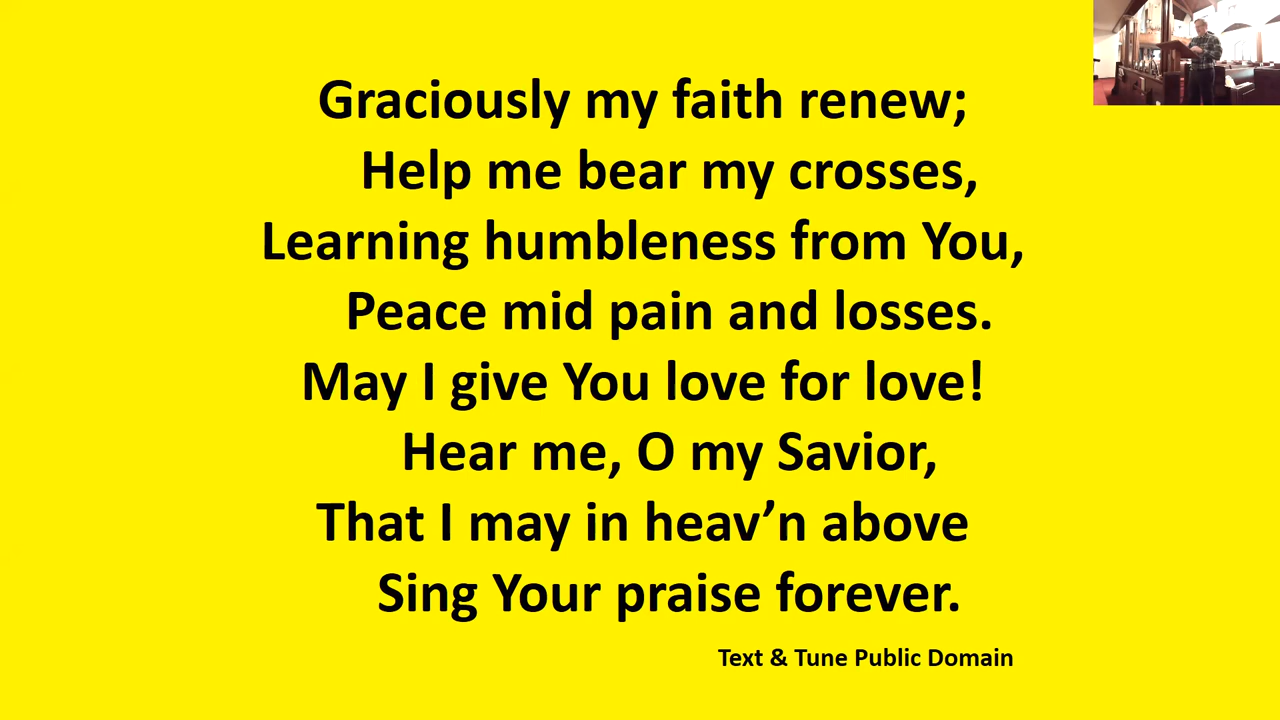 Graciously my faith renew;
Help me bear my crosses,
Learning humbleness from You,
Peace mid pain and losses.
May I give You love for love!
Hear me, O my Savior,
That I may in heav’n above
Sing Your praise forever.
Text & Tune Public Domain